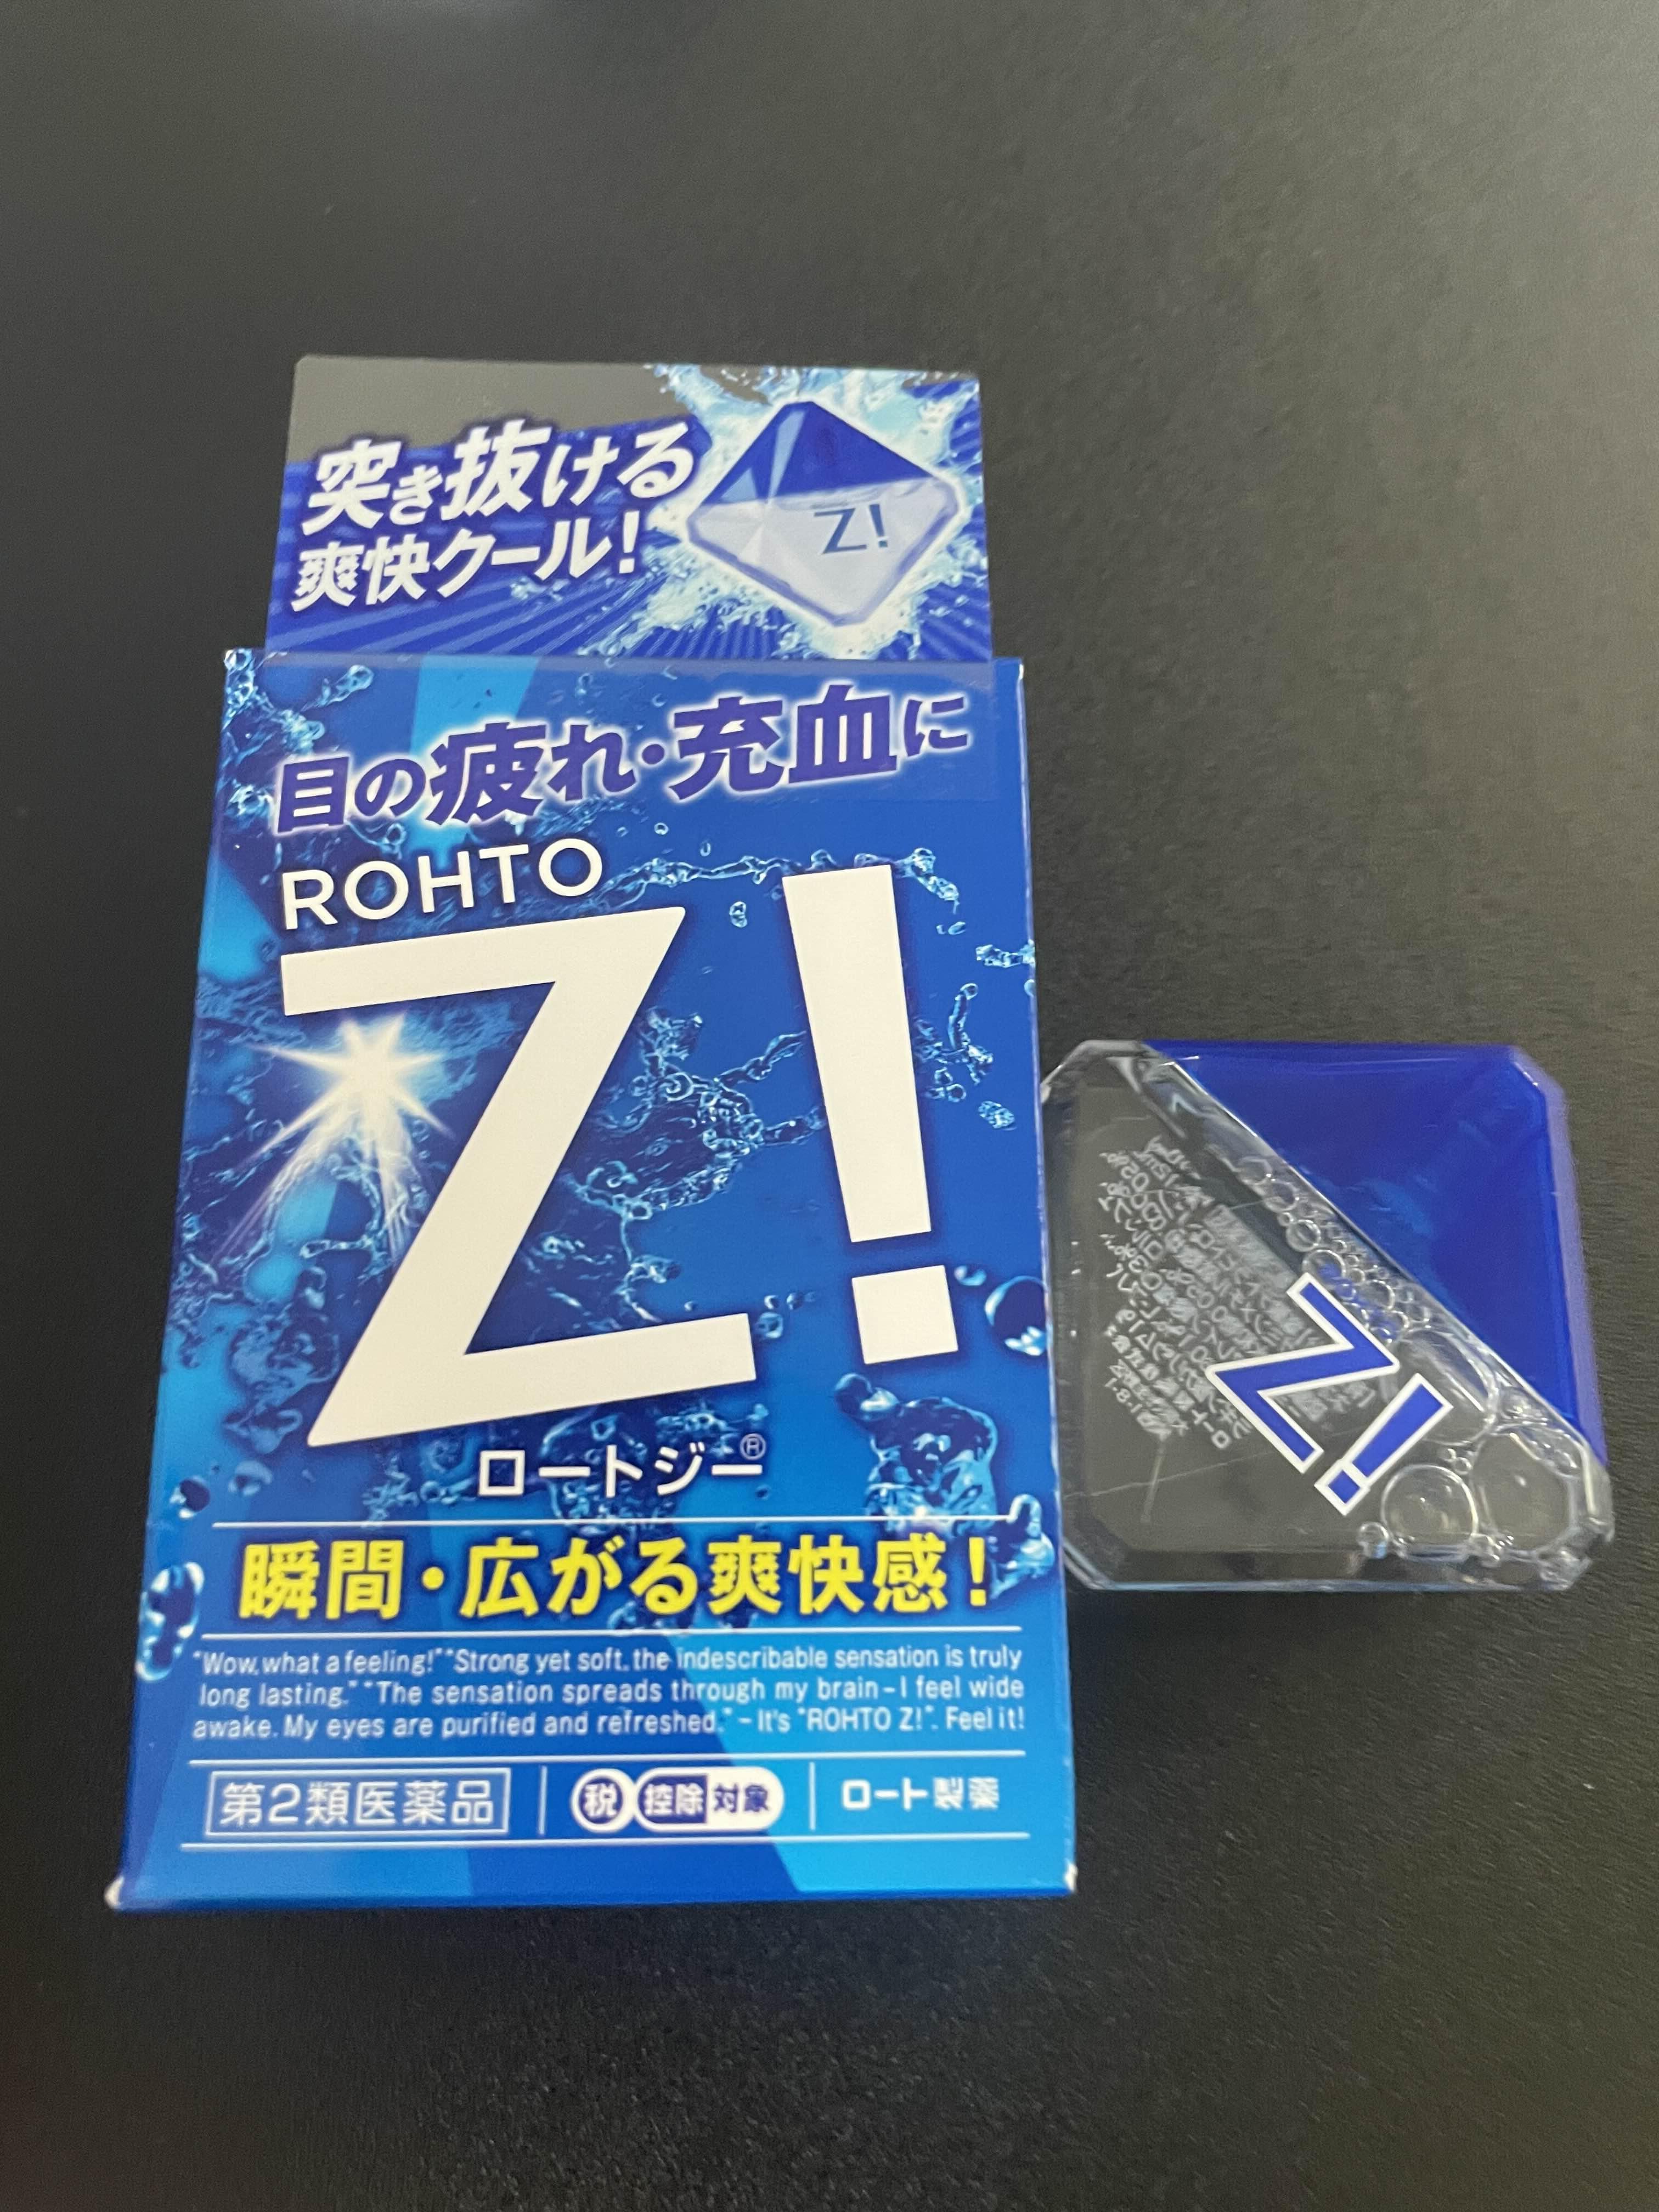 突き抜ける
爽快クール!
Z!
目の疲れ・充血に
ROHTO
Z!
ロートジー®
瞬間・広がる爽快感!
"Wow, what a feeling!" "Strong yet soft, the indescribable sensation is truly
long lasting." "The sensation spreads through my brain – I feel wide
awake. My eyes are purified and refreshed." – It's "ROHTO Z!". Feel it!
第2類医薬品
税 控除 対象
ロート製薬
Z!